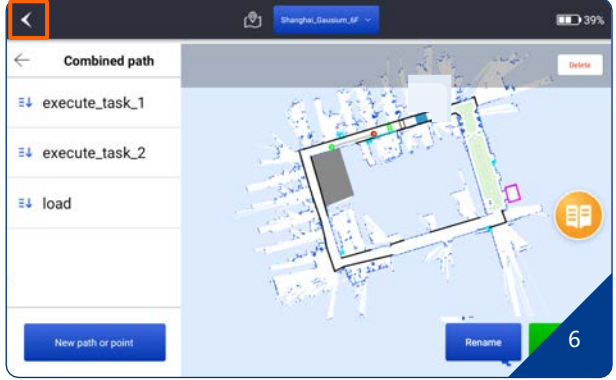 Shanghai_Gausium_6F
39%
Combined path
Delete
execute_task_1
execute_task_2
load
New path or point
Rename
6